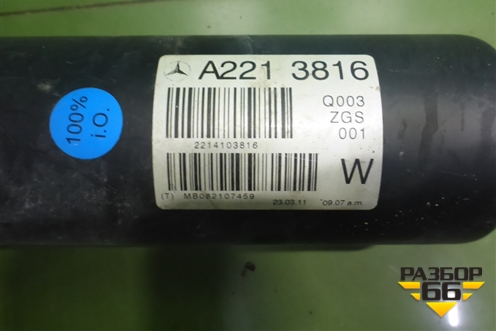 100%
i.O.
A221 3816
Q003
ZGS
001
2214103816
W
(T) MB082107459
23.03.11 09.07 a.m.
РАЗБОР
66